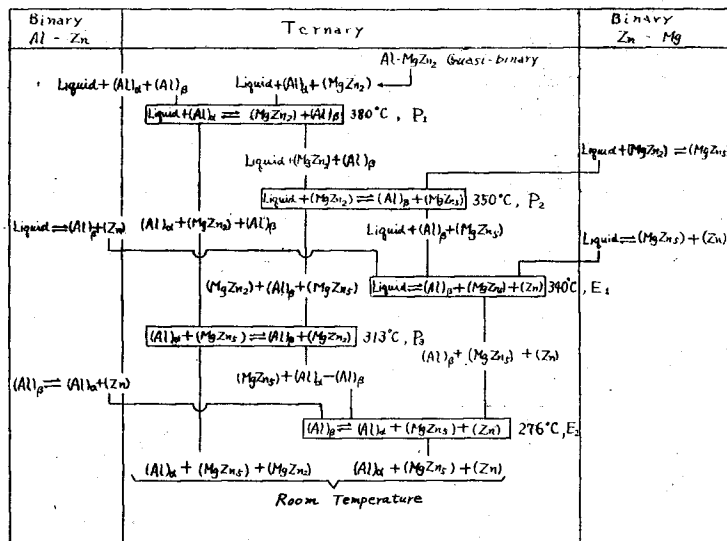 Binary
Al - Zn
Ternary
Binary
Zn - Mg
Al-MgZn₂ Quasi-binary
Liquid+(Al)α+(Al)β
Liquid+(Al)α+(MgZn₂)
Liquid+(Al)α ⇌ (MgZn₂)+(Al)β 380°C, P₁
Liquid+(MgZn₂)+(Al)β
Liquid+(MgZn₂)⇌(MgZn₅
Liquid+(MgZn₂) ⇌ (Al)β+(MgZn₅) 350°C, P₂
Liquid⇌(Al)β+(Zn)
(Al)α+(MgZn₂)+(Al)β
Liquid+(Al)β+(MgZn₅)
Liquid⇌(MgZn₅)+(Zn)
(MgZn₂)+(Al)β+(MgZn₅)
Liquid⇌(Al)β+(MgZn₅)+(Zn) 340°C, E₁
(Al)α+(MgZn₅)⇌(Al)β+(MgZn₂) 313°C, P₃
(Al)β+(MgZn₅)+(Zn)
(Al)β⇌(Al)α+(Zn)
(MgZn₅)+(Al)α-(Al)β
(Al)β⇌(Al)α+(MgZn₅)+(Zn) 276°C, E₂
(Al)α+(MgZn₅)+(MgZn₂)
(Al)α+(MgZn₅)+(Zn)
Room Temperature